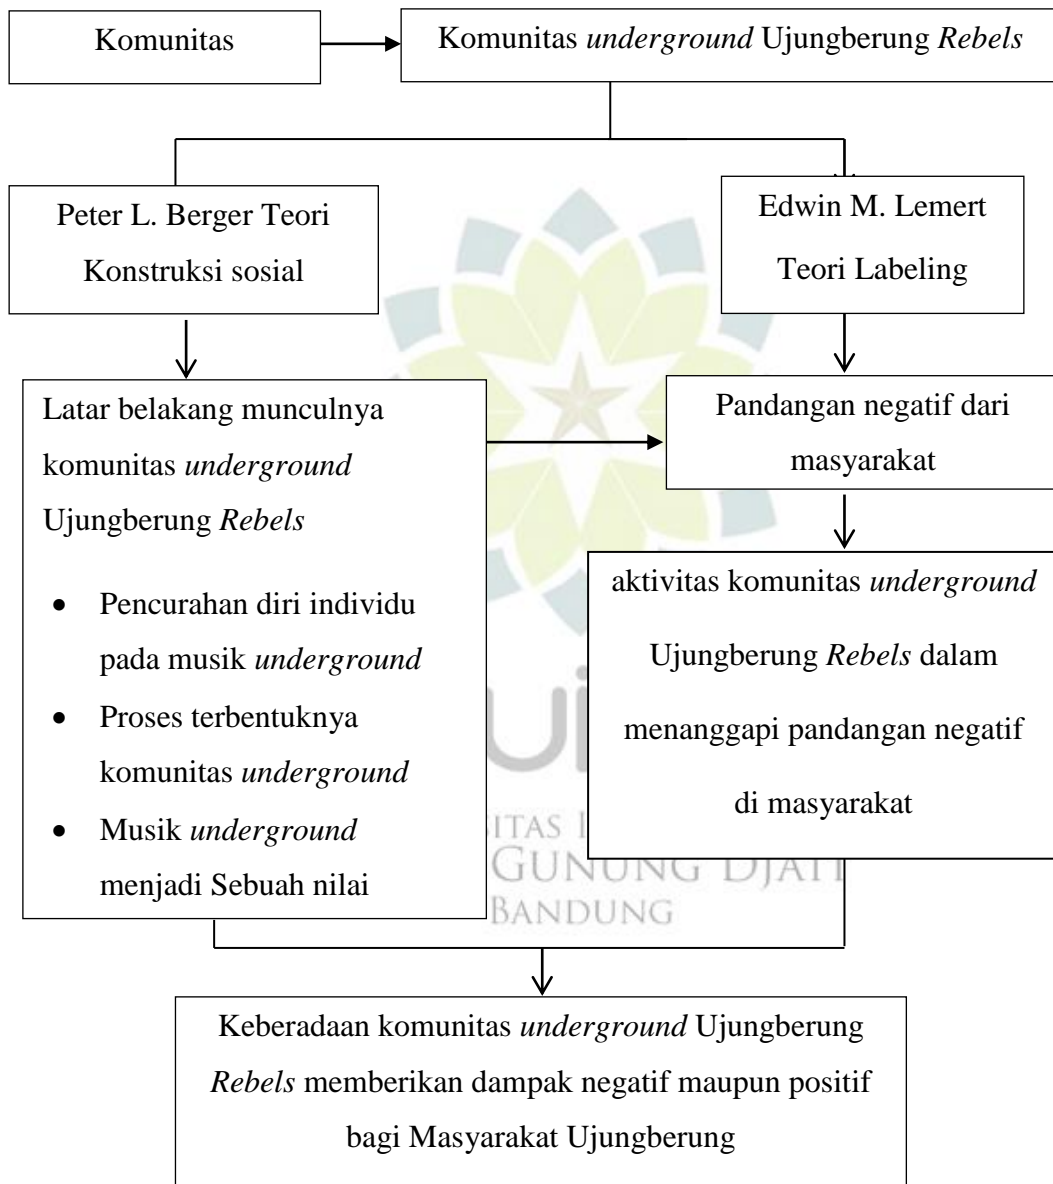 Komunitas
Komunitas underground Ujungberung Rebels
Peter L. Berger Teori
Konstruksi sosial
Edwin M. Lemert
Teori Labeling
Latar belakang munculnya
komunitas underground
Ujungberung Rebels
• Pencurahan diri individu
pada musik underground
• Proses terbentuknya
komunitas underground
• Musik underground
menjadi Sebuah nilai
Pandangan negatif dari
masyarakat
aktivitas komunitas underground
Ujungberung Rebels dalam
menanggapi pandangan negatif
di masyarakat
GUNUNG DJATI
BANDUNG
Keberadaan komunitas underground Ujungberung
Rebels memberikan dampak negatif maupun positif
bagi Masyarakat Ujungberung